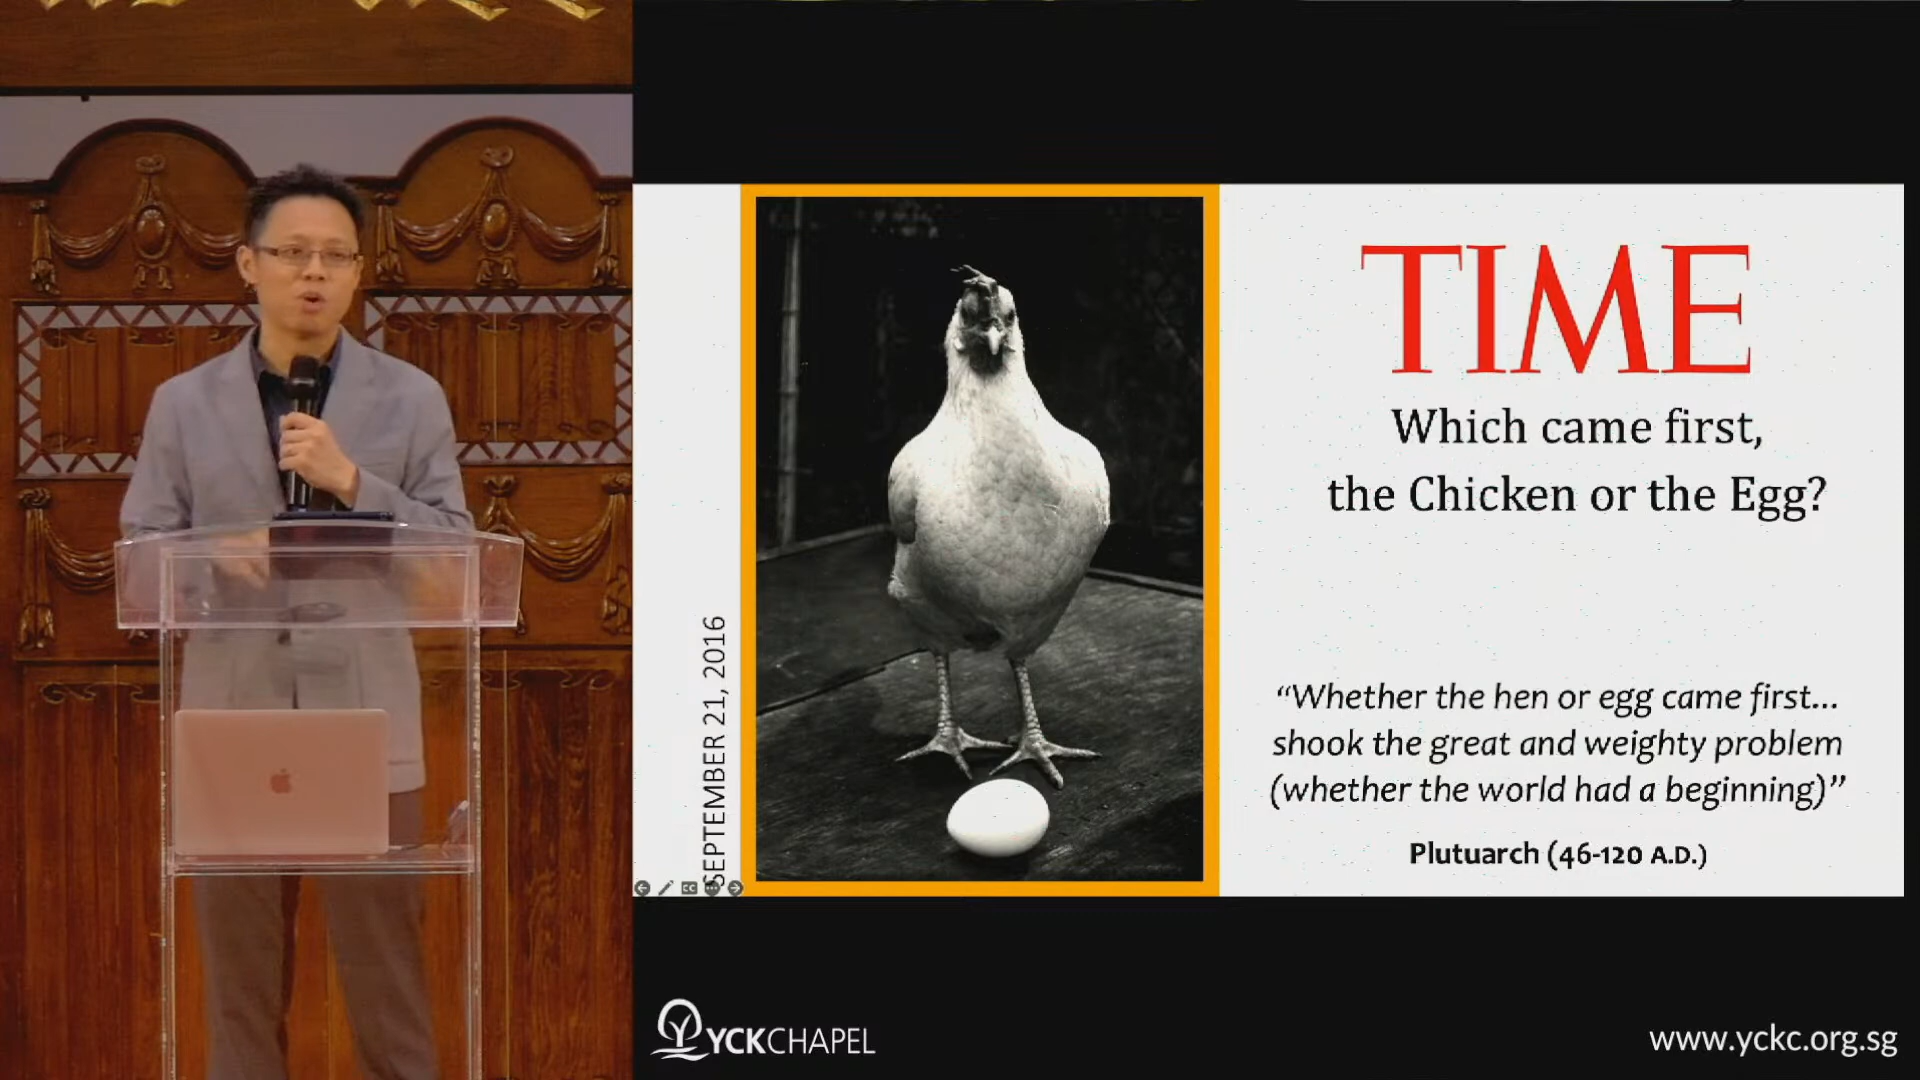 SEPTEMBER 21, 2016
TIME
Which came first,
the Chicken or the Egg?
“Whether the hen or egg came first...
shook the great and weighty problem
(whether the world had a beginning)”
Plutuarch (46-120 A.D.)
YCKCHAPEL
www.yckc.org.sg